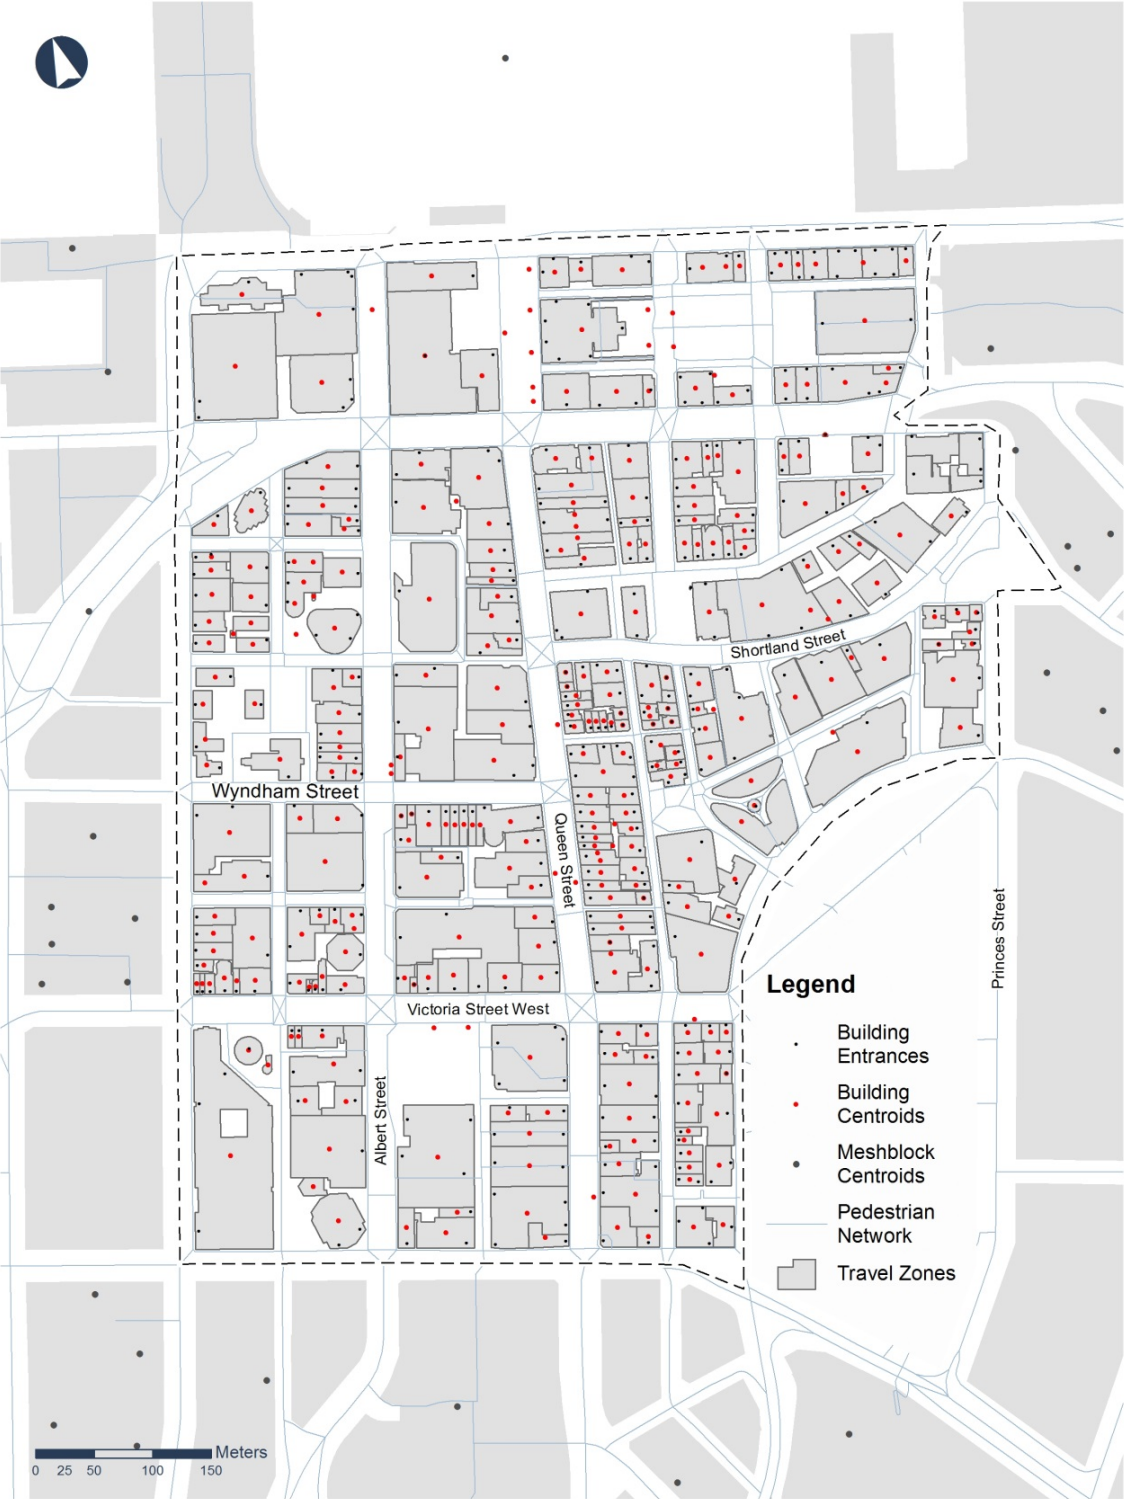 Shortland Street
Wyndham Street
Queen Street
Princes Street
Victoria Street West
Albert Street
Legend
Building
Entrances
Building
Centroids
Meshblock
Centroids
Pedestrian
Network
Travel Zones
Meters
0 25 50 100 150